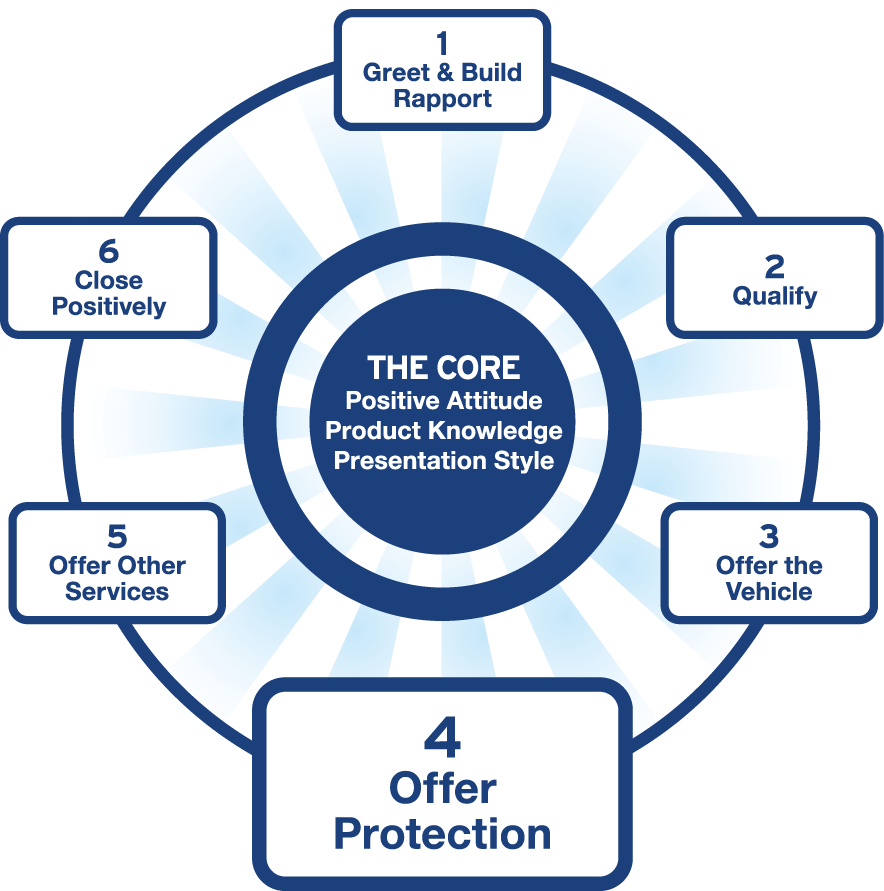 1
Greet & Build
Rapport
2
Qualify
3
Offer the
Vehicle
4
Offer
Protection
5
Offer Other
Services
6
Close
Positively
THE CORE
Positive Attitude
Product Knowledge
Presentation Style